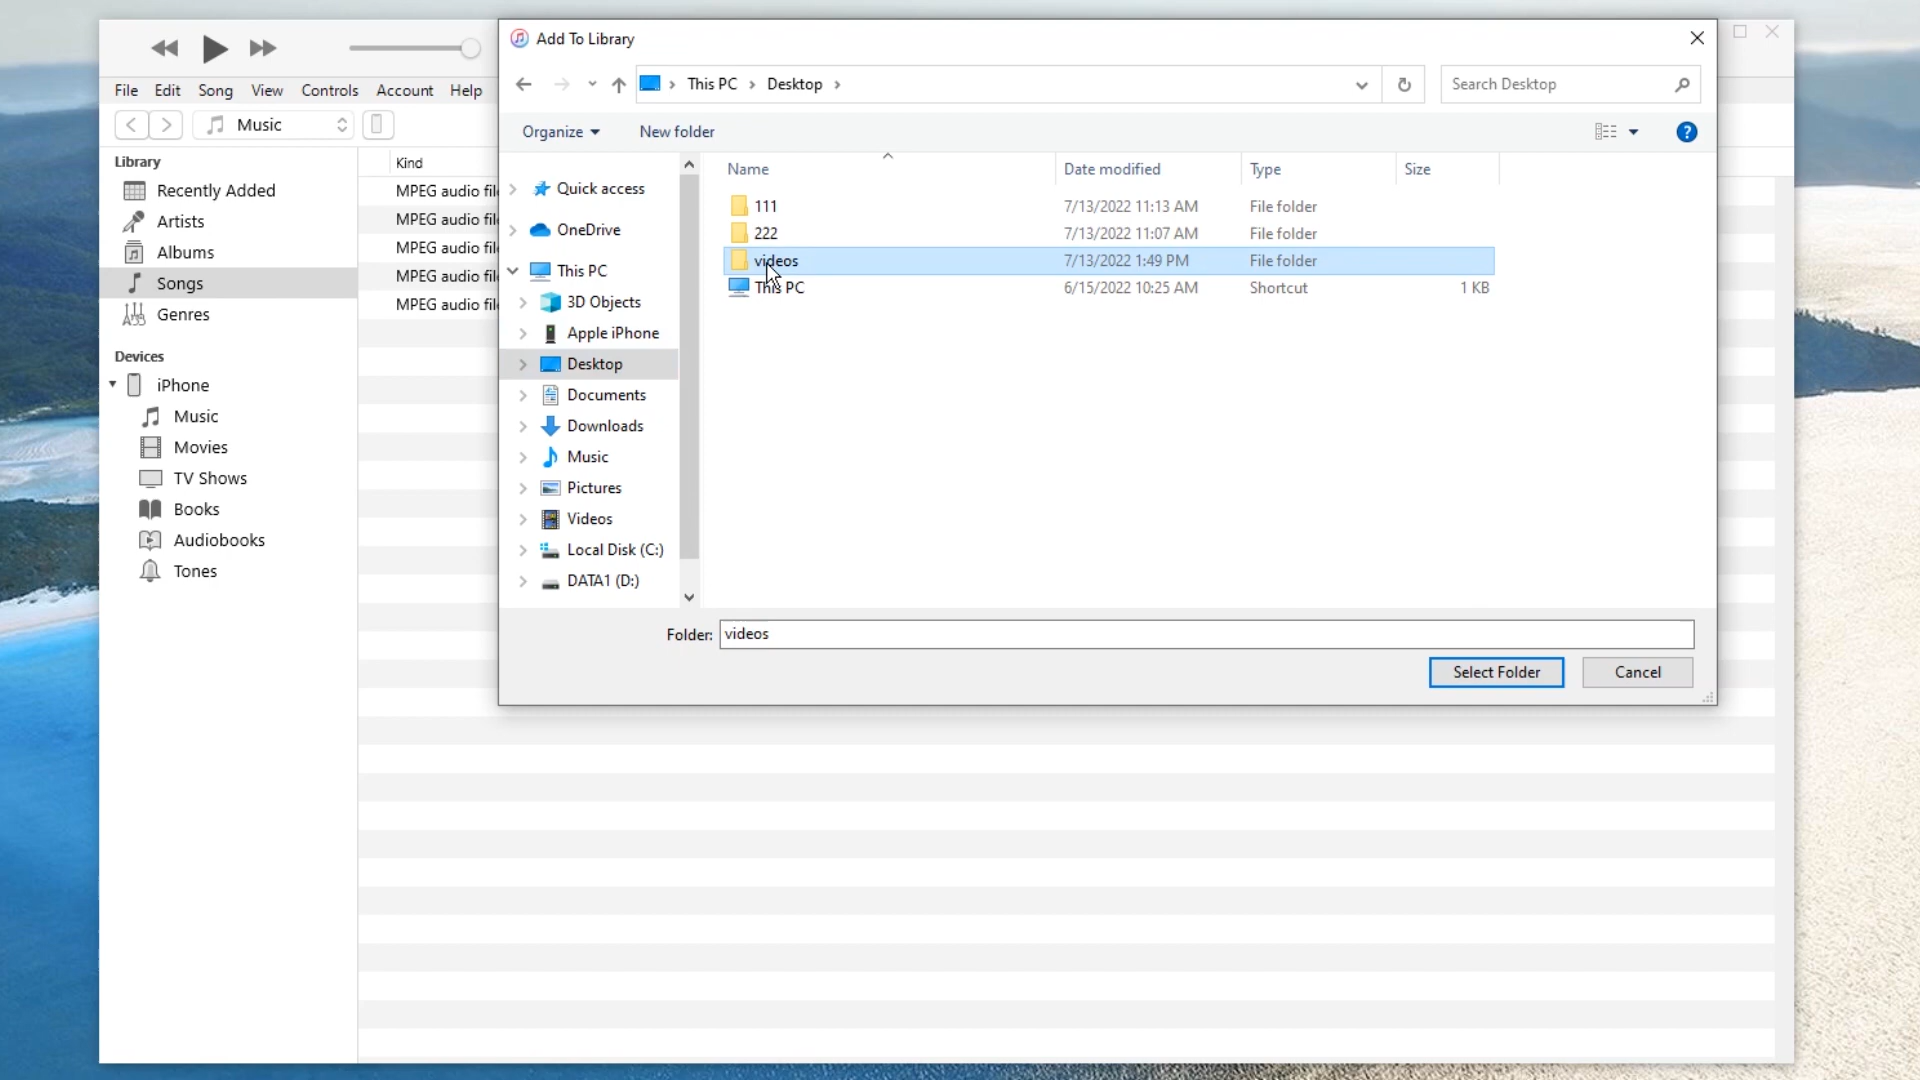 Add To Library
This PC
Desktop
Search Desktop
File Edit Song View Controls Account Help
Music
Organize
New folder
Library
Recently Added
Artists
Albums
Songs
Genres
Devices
iPhone
Music
Movies
TV Shows
Books
Audiobooks
Tones
Kind
MPEG audio file
MPEG audio file
MPEG audio file
MPEG audio file
MPEG audio file
Quick access
OneDrive
This PC
3D Objects
Apple iPhone
Desktop
Documents
Downloads
Music
Pictures
Videos
Local Disk (C:)
DATA1 (D:)
Name Date modified Type Size
111 7/13/2022 11:13 AM File folder
222 7/13/2022 11:07 AM File folder
videos 7/13/2022 1:49 PM File folder
This PC 6/15/2022 10:25 AM Shortcut 1 KB
Folder: videos
Select Folder
Cancel